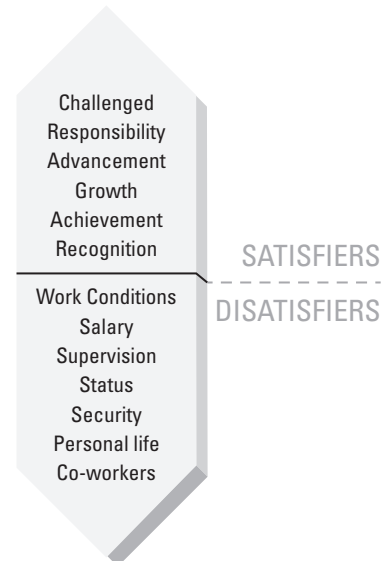 Challenged
Responsibility
Advancement
Growth
Achievement
Recognition
SATISFIERS
Work Conditions
DISATISFIERS
Salary
Supervision
Status
Security
Personal life
Co-workers